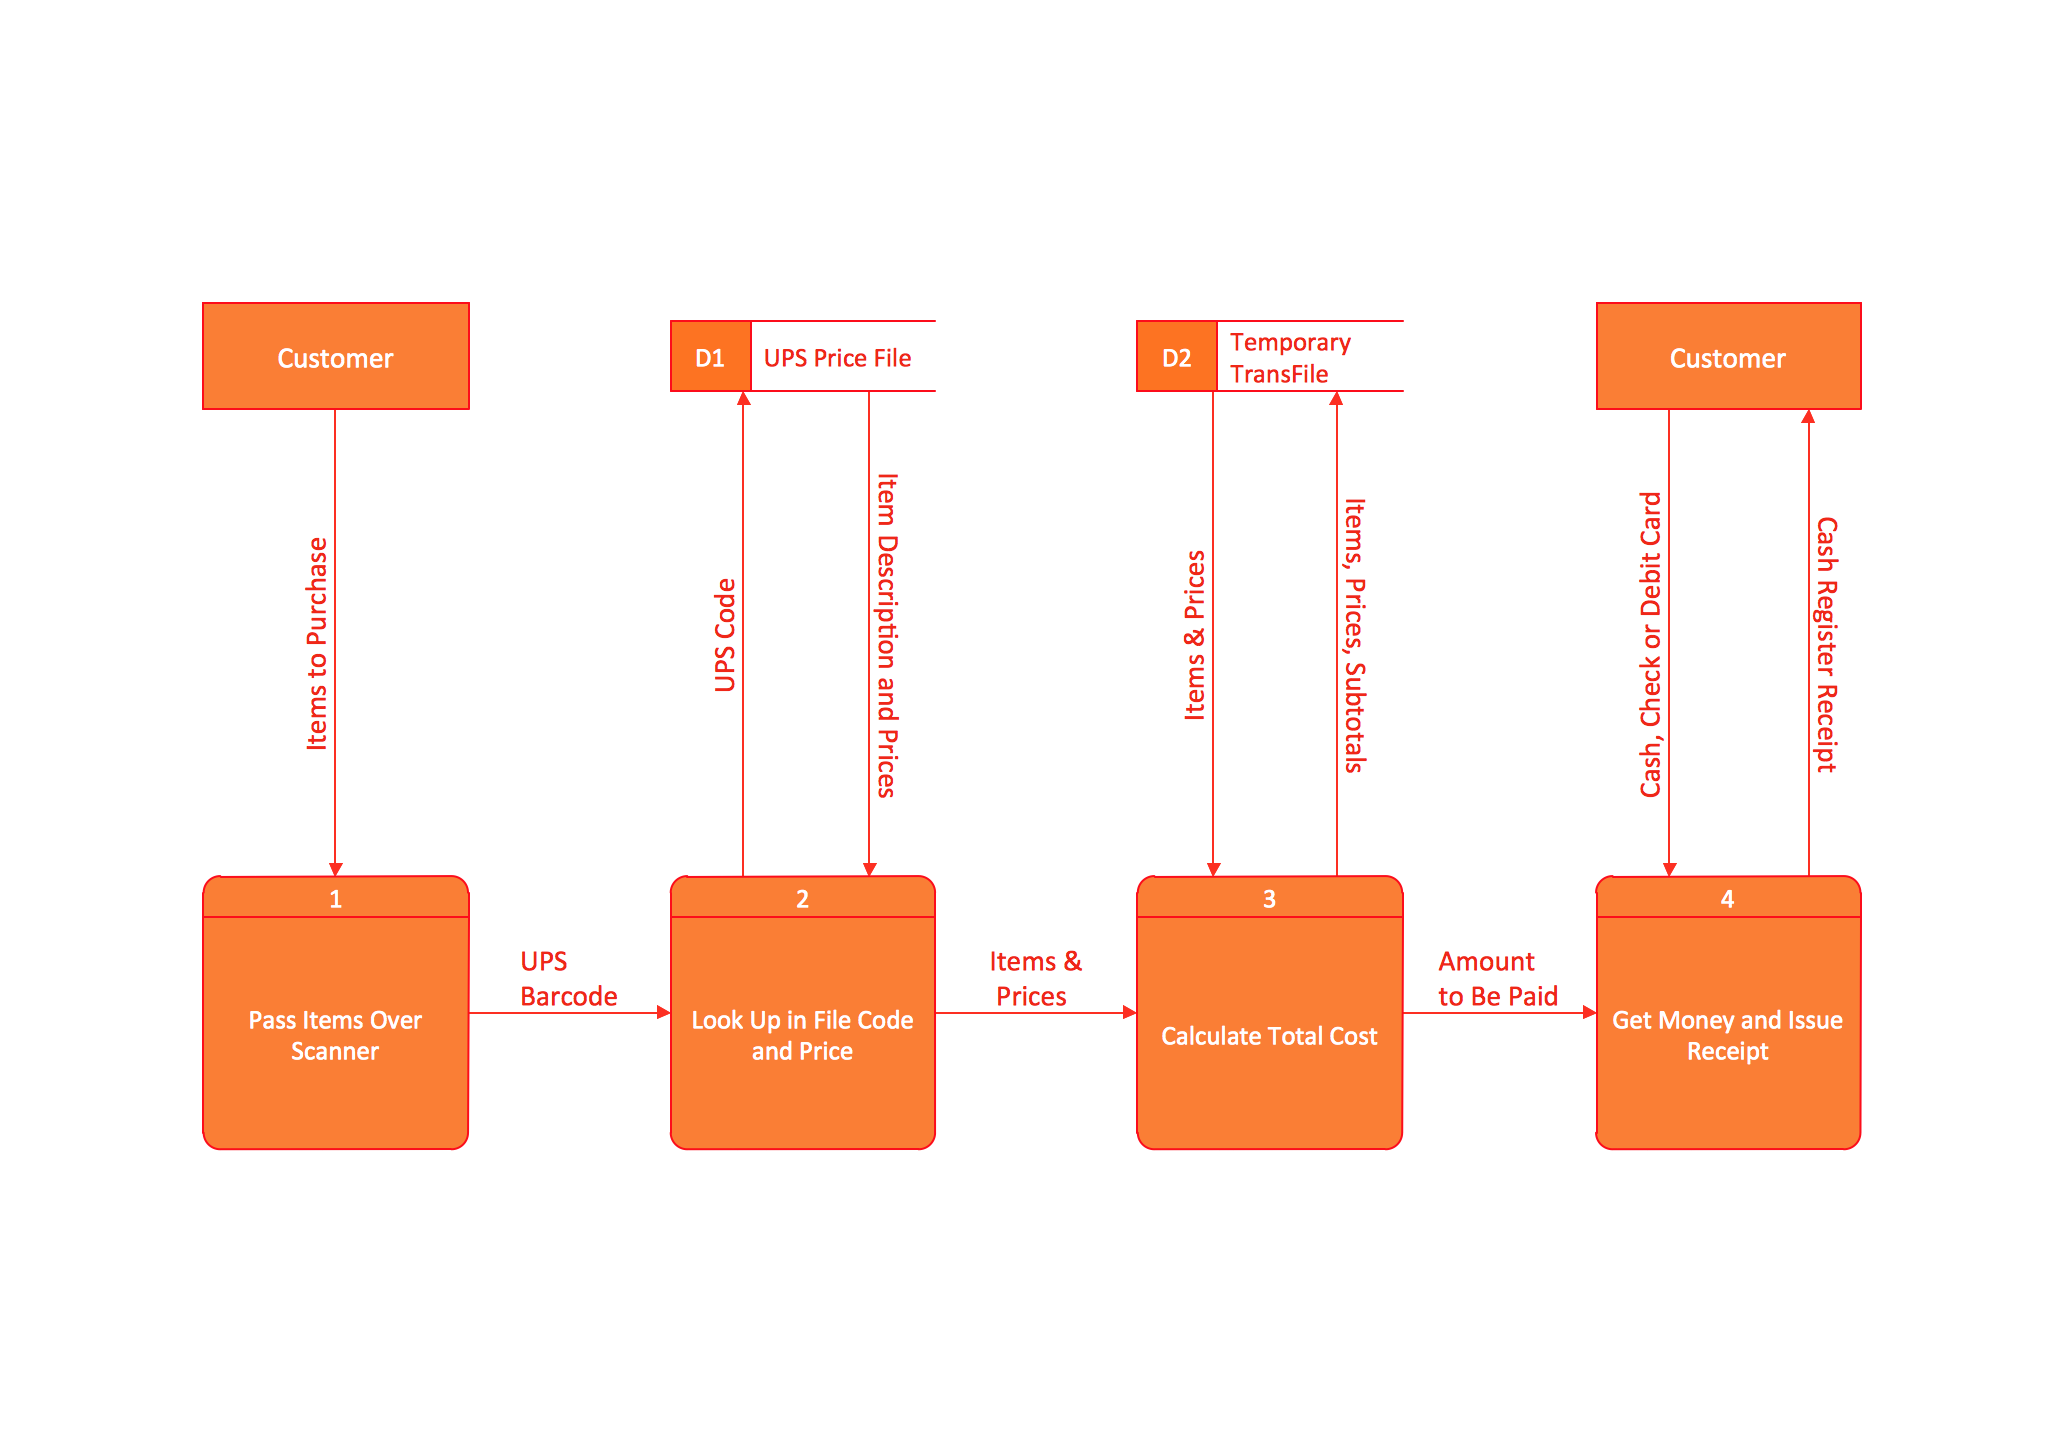 Customer
D1
UPS Price File
D2
Temporary
TransFile
Customer
Items to Purchase
UPS Code
Item Description and Prices
Items & Prices
Items, Prices, Subtotals
Cash, Check or Debit Card
Cash Register Receipt
1
Pass Items Over
Scanner
UPS
Barcode
2
Look Up in File Code
and Price
Items &
Prices
3
Calculate Total Cost
Amount
to Be Paid
4
Get Money and Issue
Receipt